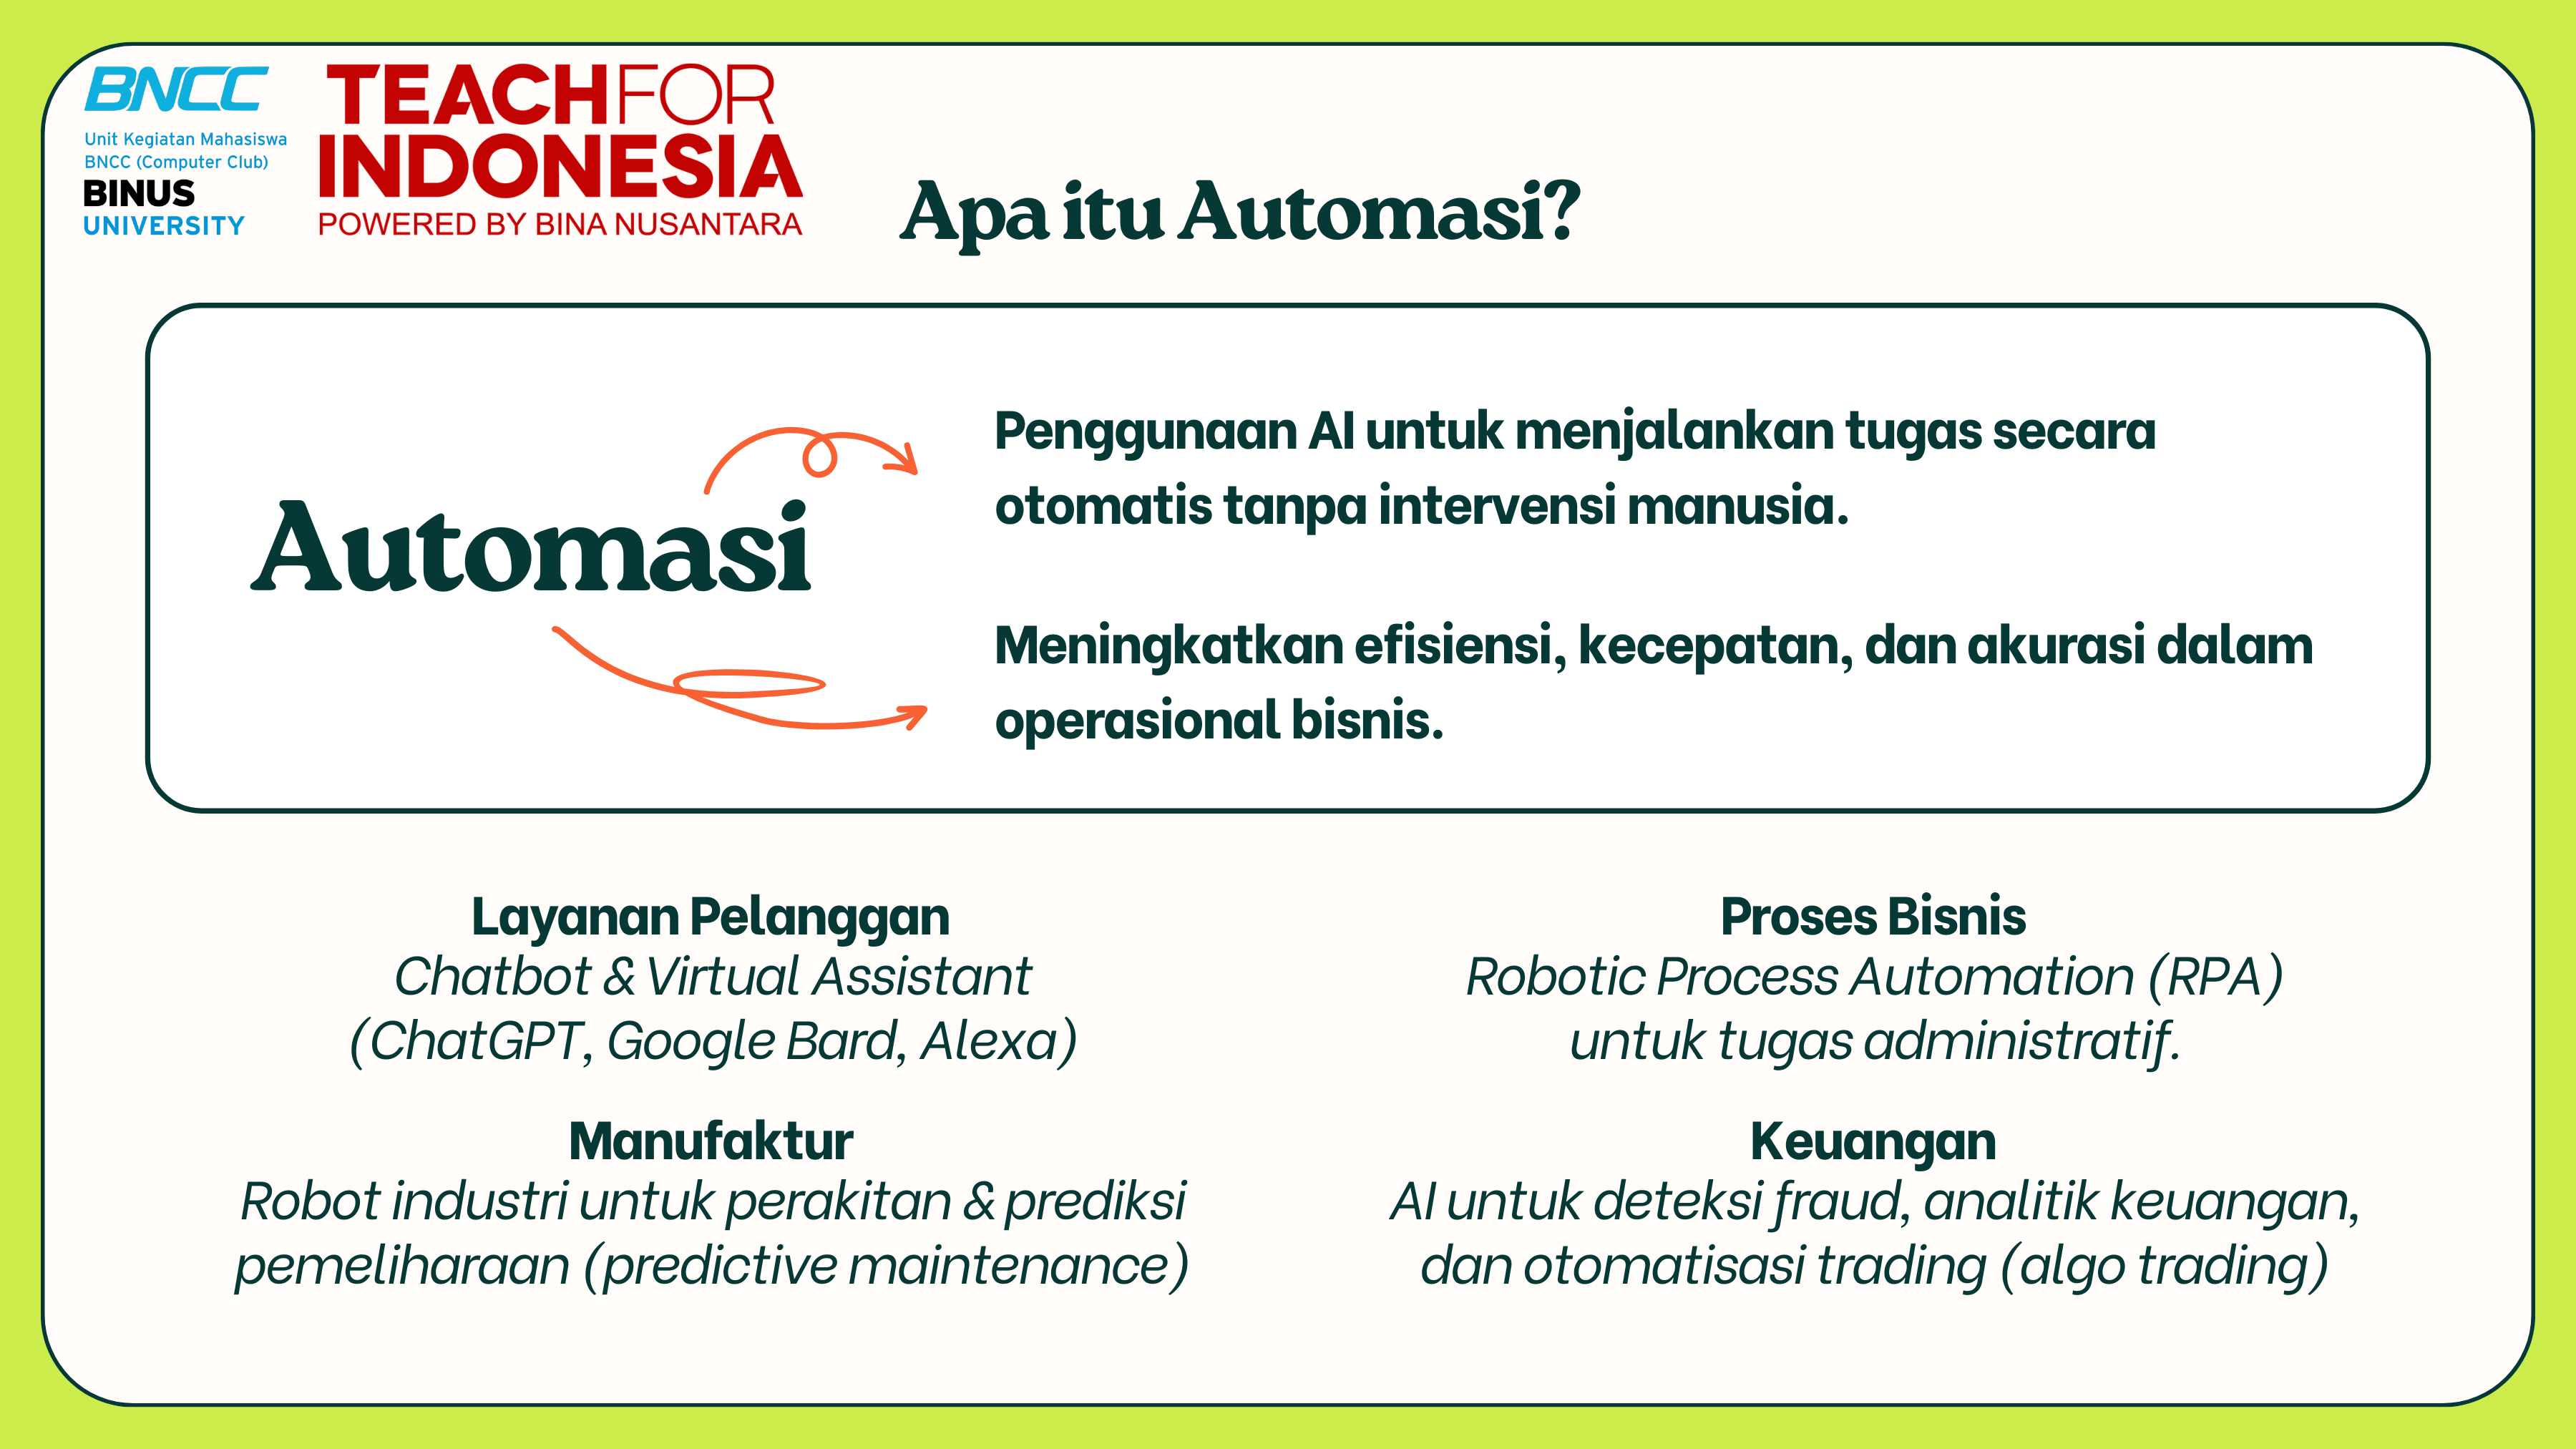 BNCC
Unit Kegiatan Mahasiswa
BNCC (Computer Club)
BINUS
UNIVERSITY
TEACH FOR
INDONESIA
POWERED BY BINA NUSANTARA
Apa itu Automasi?
Automasi
Penggunaan AI untuk menjalankan tugas secara
otomatis tanpa intervensi manusia.
Meningkatkan efisiensi, kecepatan, dan akurasi dalam
operasional bisnis.
Layanan Pelanggan
Chatbot & Virtual Assistant
(ChatGPT, Google Bard, Alexa)
Proses Bisnis
Robotic Process Automation (RPA)
untuk tugas administratif.
Manufaktur
Robot industri untuk perakitan & prediksi
pemeliharaan (predictive maintenance)
Keuangan
AI untuk deteksi fraud, analitik keuangan,
dan otomatisasi trading (algo trading)